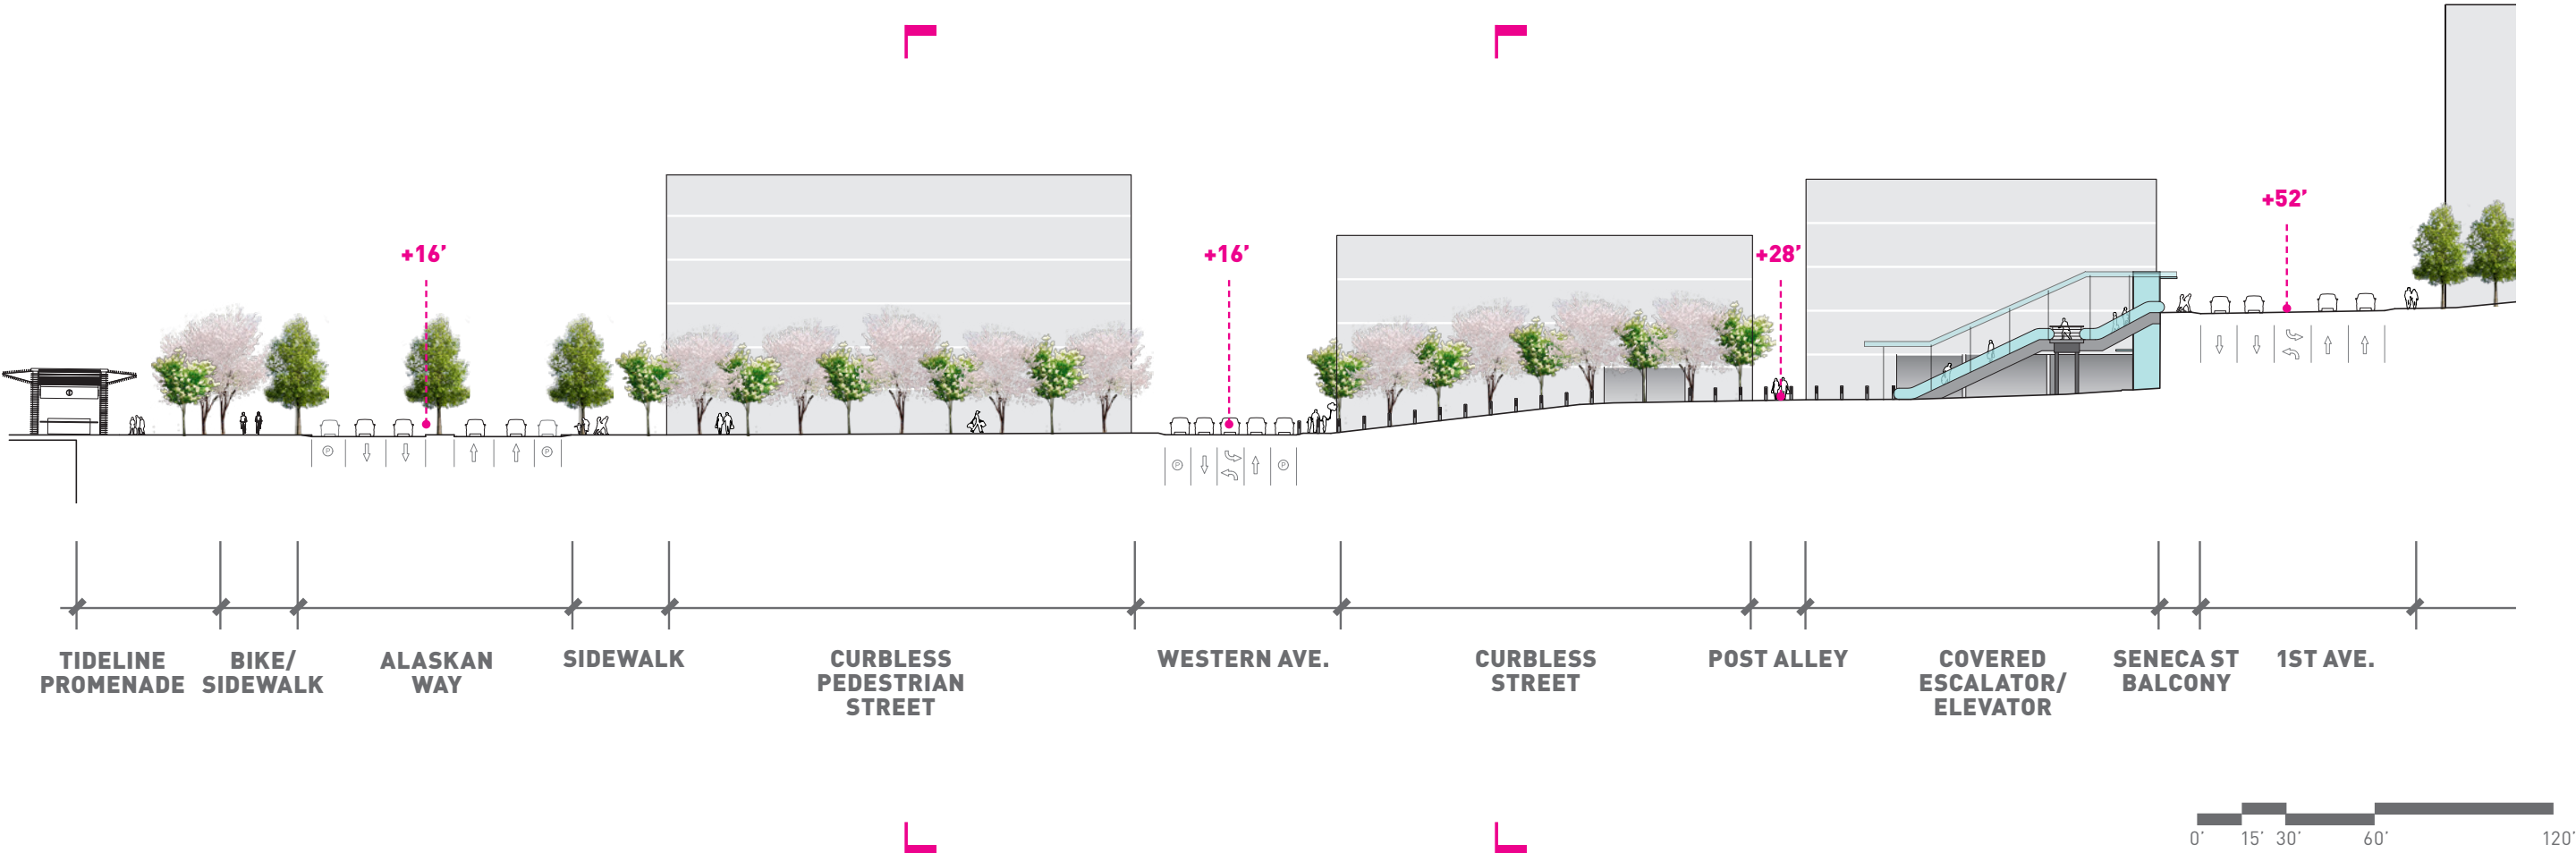 +16’
+16’
+28’
+52’
P
P
P
P
TIDELINE
PROMENADE
BIKE/
SIDEWALK
ALASKAN
WAY
SIDEWALK
CURBLESS
PEDESTRIAN
STREET
WESTERN AVE.
CURBLESS
STREET
POST ALLEY
COVERED
ESCALATOR/
ELEVATOR
SENECA ST
BALCONY
1ST AVE.
0’ 15’ 30’ 60’ 120’